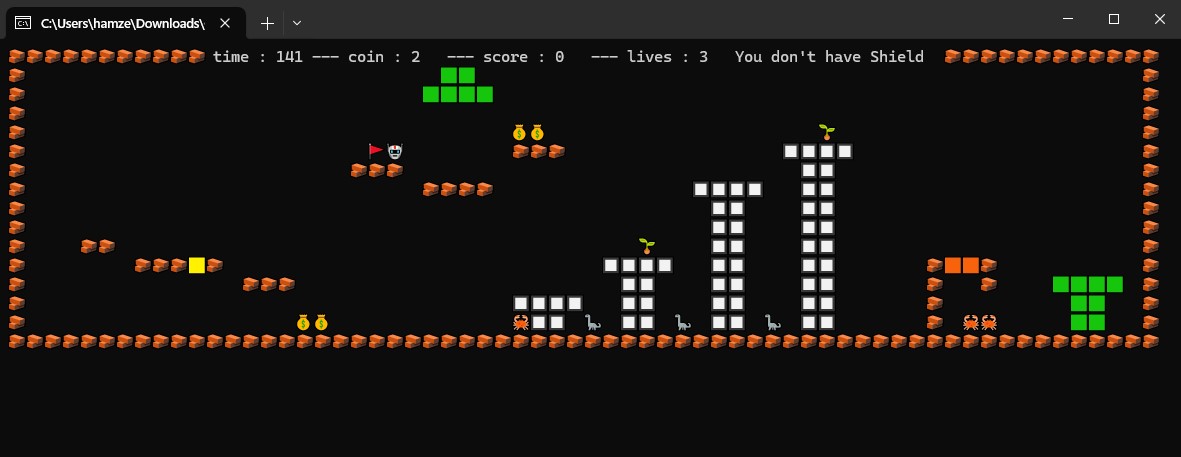 C:\Users\hamze\Downloads\
time : 141 --- coin : 2 --- score : 0 --- lives : 3 You don't have Shield